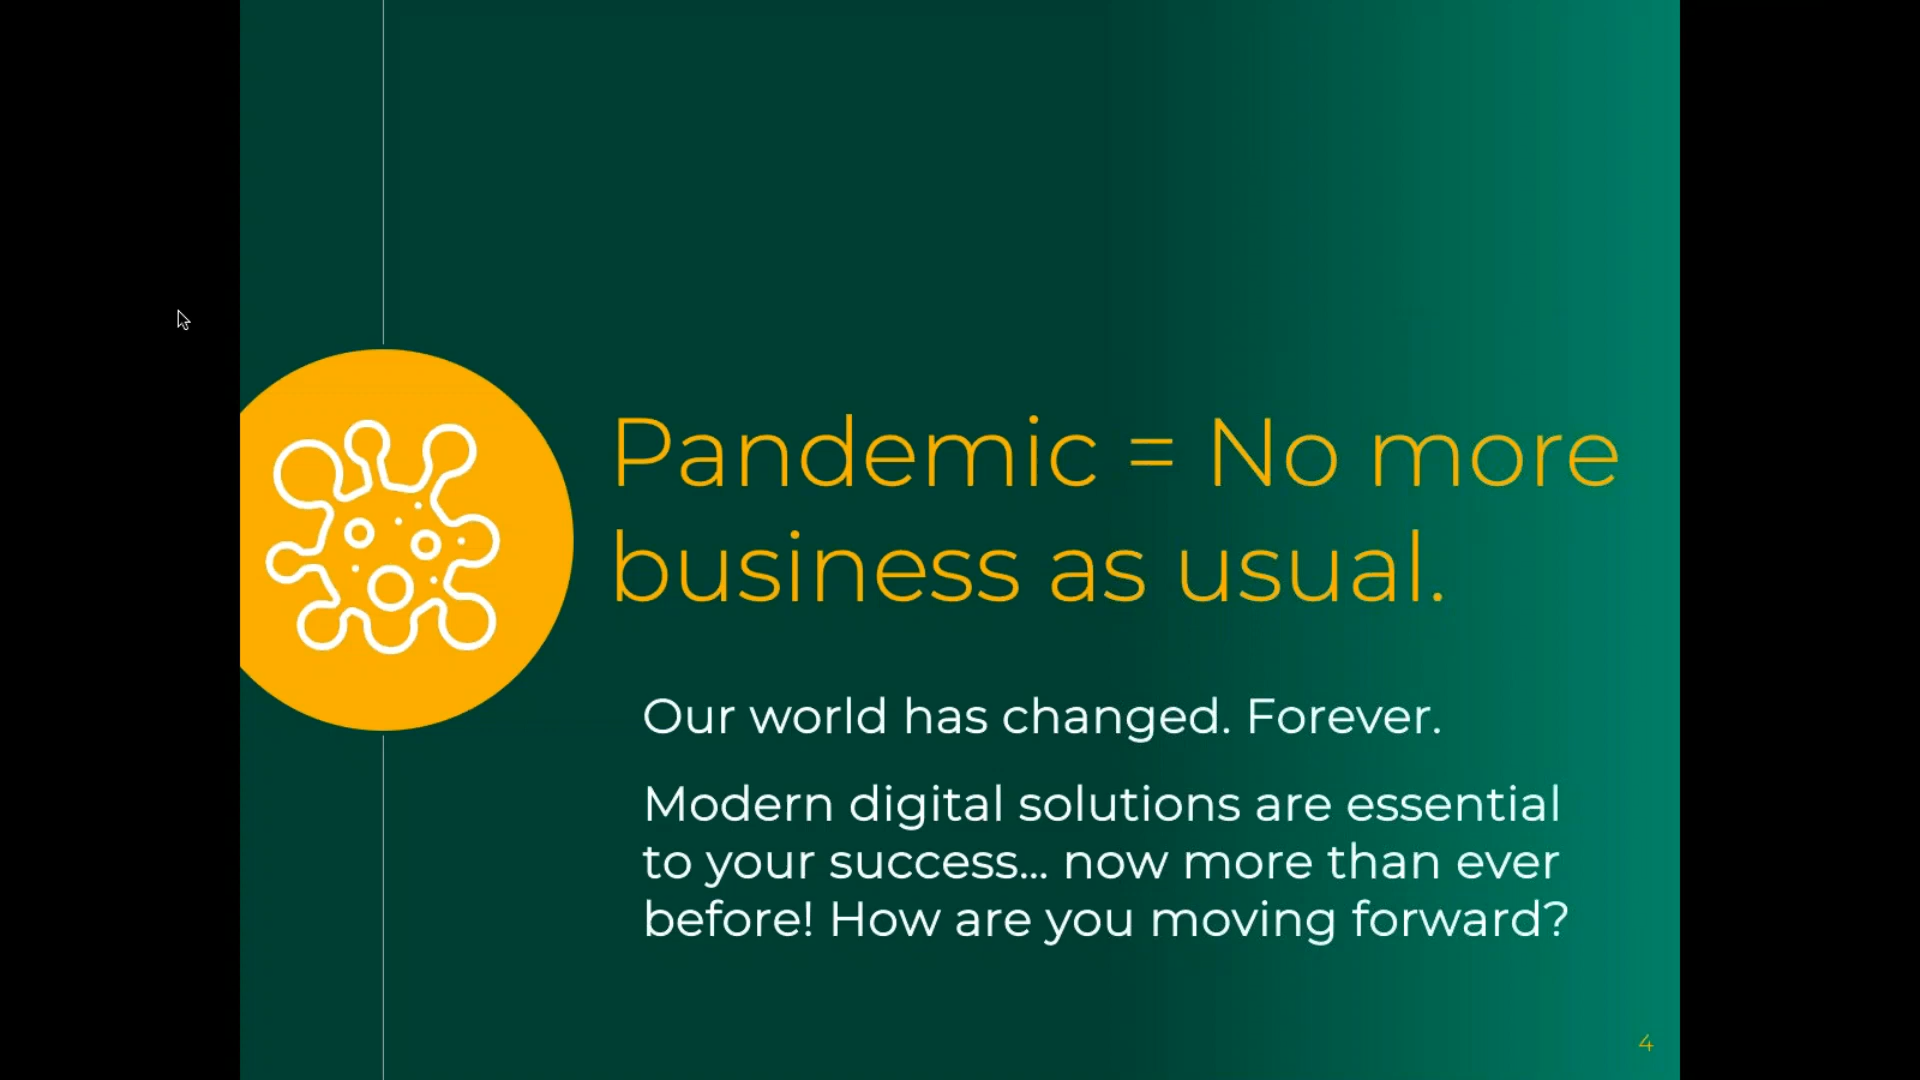 Pandemic = No more
business as usual.
Our world has changed. Forever.
Modern digital solutions are essential
to your success... now more than ever
before! How are you moving forward?
4